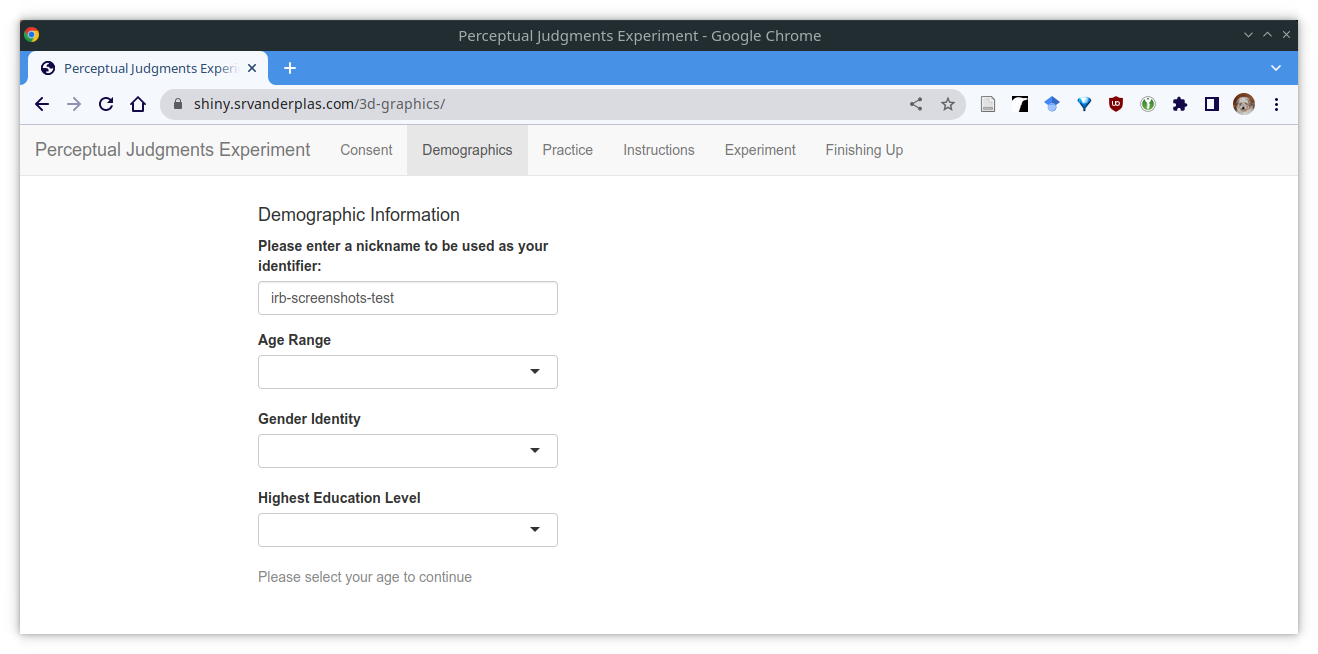 Perceptual Judgments Experiment - Google Chrome
Perceptual Judgments Experi
shiny.srvanderplas.com/3d-graphics/
Perceptual Judgments Experiment Consent Demographics Practice Instructions Experiment Finishing Up
Demographic Information
Please enter a nickname to be used as your
identifier:
irb-screenshots-test
Age Range
Gender Identity
Highest Education Level
Please select your age to continue